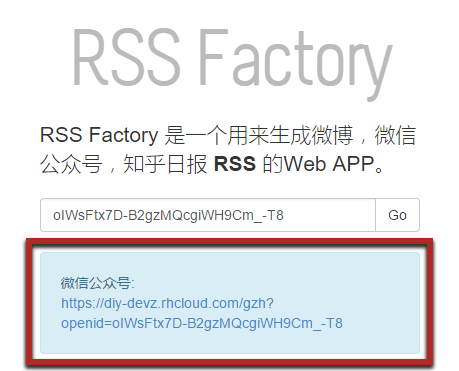 RSS Factory
RSS Factory 是一个用来生成微博，微信
公众号，知乎日报 RSS 的Web APP。
oIWsFtx7D-B2gzMQcgiWH9Cm_-T8 Go
微信公众号:
https://diy-devz.rhcloud.com/gzh?
openid=oIWsFtx7D-B2gzMQcgiWH9Cm_-T8